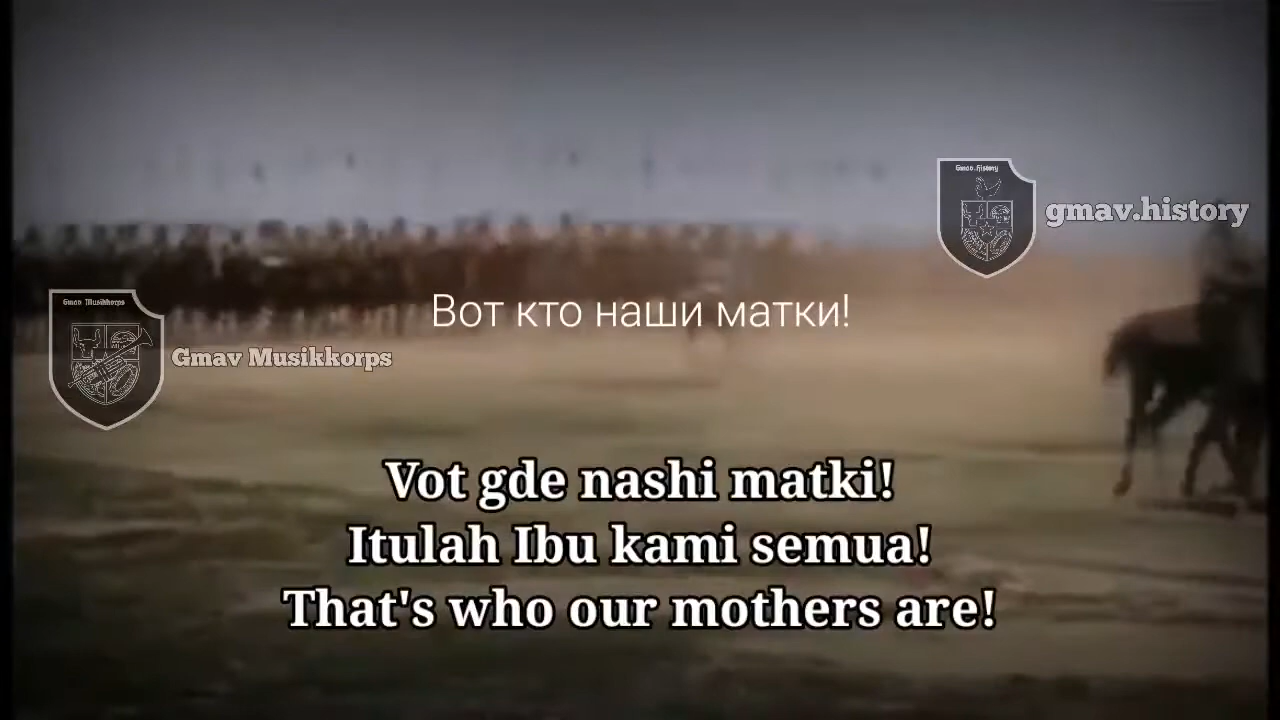 Gmav.History
gmav.history
Gmav Musikkorps
Gmav Musikkorps
Вот кто наши матки!
Vot gde nashi matki!
Itulah Ibu kami semua!
That's who our mothers are!